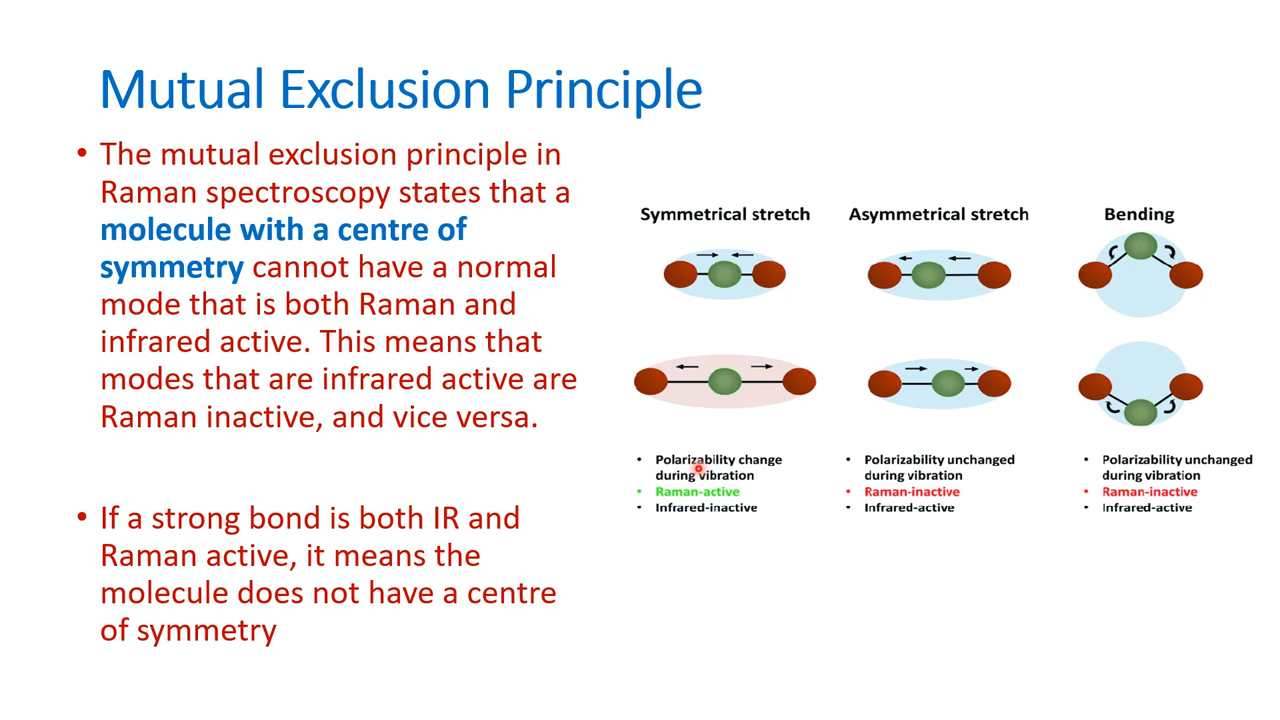 Mutual Exclusion Principle
• The mutual exclusion principle in
Raman spectroscopy states that a
molecule with a centre of
symmetry cannot have a normal
mode that is both Raman and
infrared active. This means that
modes that are infrared active are
Raman inactive, and vice versa.
• If a strong bond is both IR and
Raman active, it means the
molecule does not have a centre
of symmetry
Symmetrical stretch
• Polarizability change
during vibration
• Raman-active
• Infrared-inactive
Asymmetrical stretch
• Polarizability unchanged
during vibration
• Raman-inactive
• Infrared-active
Bending
• Polarizability unchanged
during vibration
• Raman-inactive
• Infrared-active